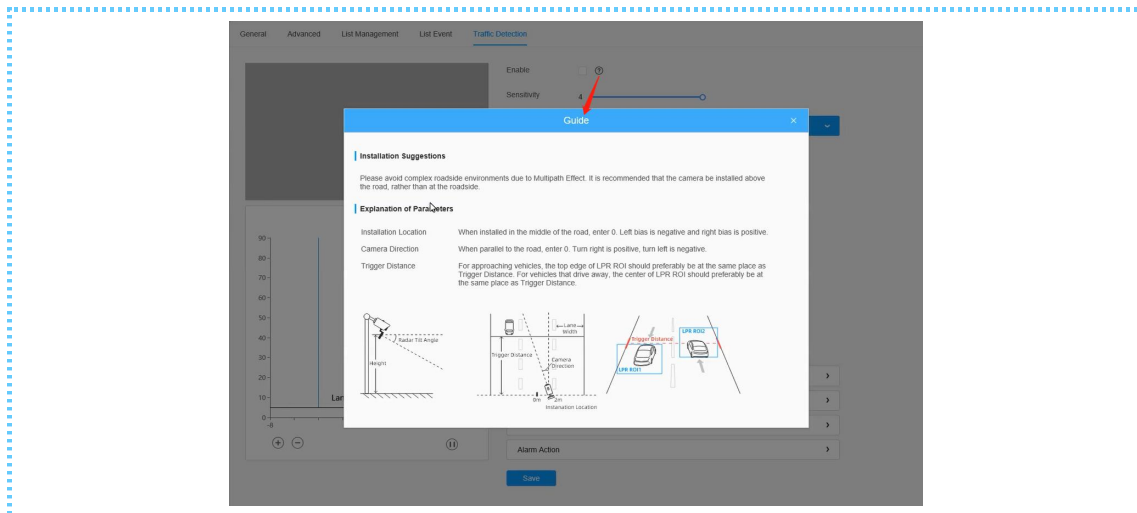 General Advanced List Management List Event Traffic Detection
Enable
Sensitivity 4
Guide
Installation Suggestions
Please avoid complex roadside environments due to Multipath Effect. It is recommended that the camera be installed above
the road, rather than at the roadside.
Explanation of Parameters
Installation Location When installed in the middle of the road, enter 0. Left bias is negative and right bias is positive.
Camera Direction When parallel to the road, enter 0. Turn right is positive, turn left is negative.
Trigger Distance For approaching vehicles, the top edge of LPR ROI should preferably be at the same place as
Trigger Distance. For vehicles that drive away, the center of LPR ROI should preferably be at
the same place as Trigger Distance.
90
80
70
60
50
40
30
20
10
0
-8
Lan
Radar Tilt Angle
Height
Lane
Width
Trigger Distance
Camera
Direction
0m 2m
Instanation Location
LPR ROI2
Trigger Distance
LPR ROI1
Alarm Action
Save